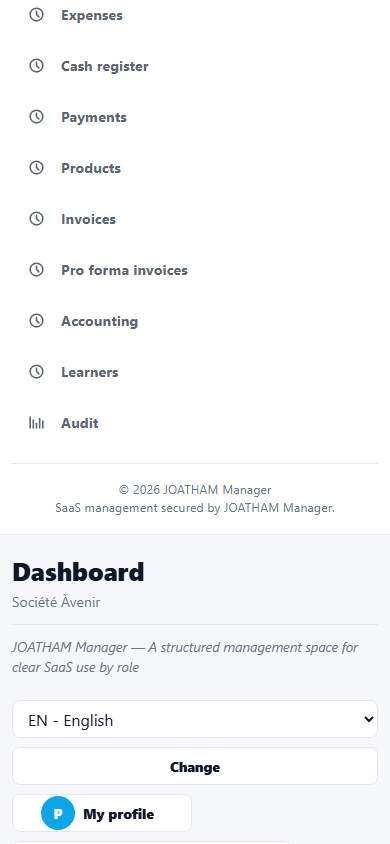 Expenses
Cash register
Payments
Products
Invoices
Pro forma invoices
Accounting
Learners
Audit
© 2026 JOATHAM Manager
SaaS management secured by JOATHAM Manager.
Dashboard
Société Àvenir
JOATHAM Manager — A structured management space for
clear SaaS use by role
EN - English
Change
P My profile